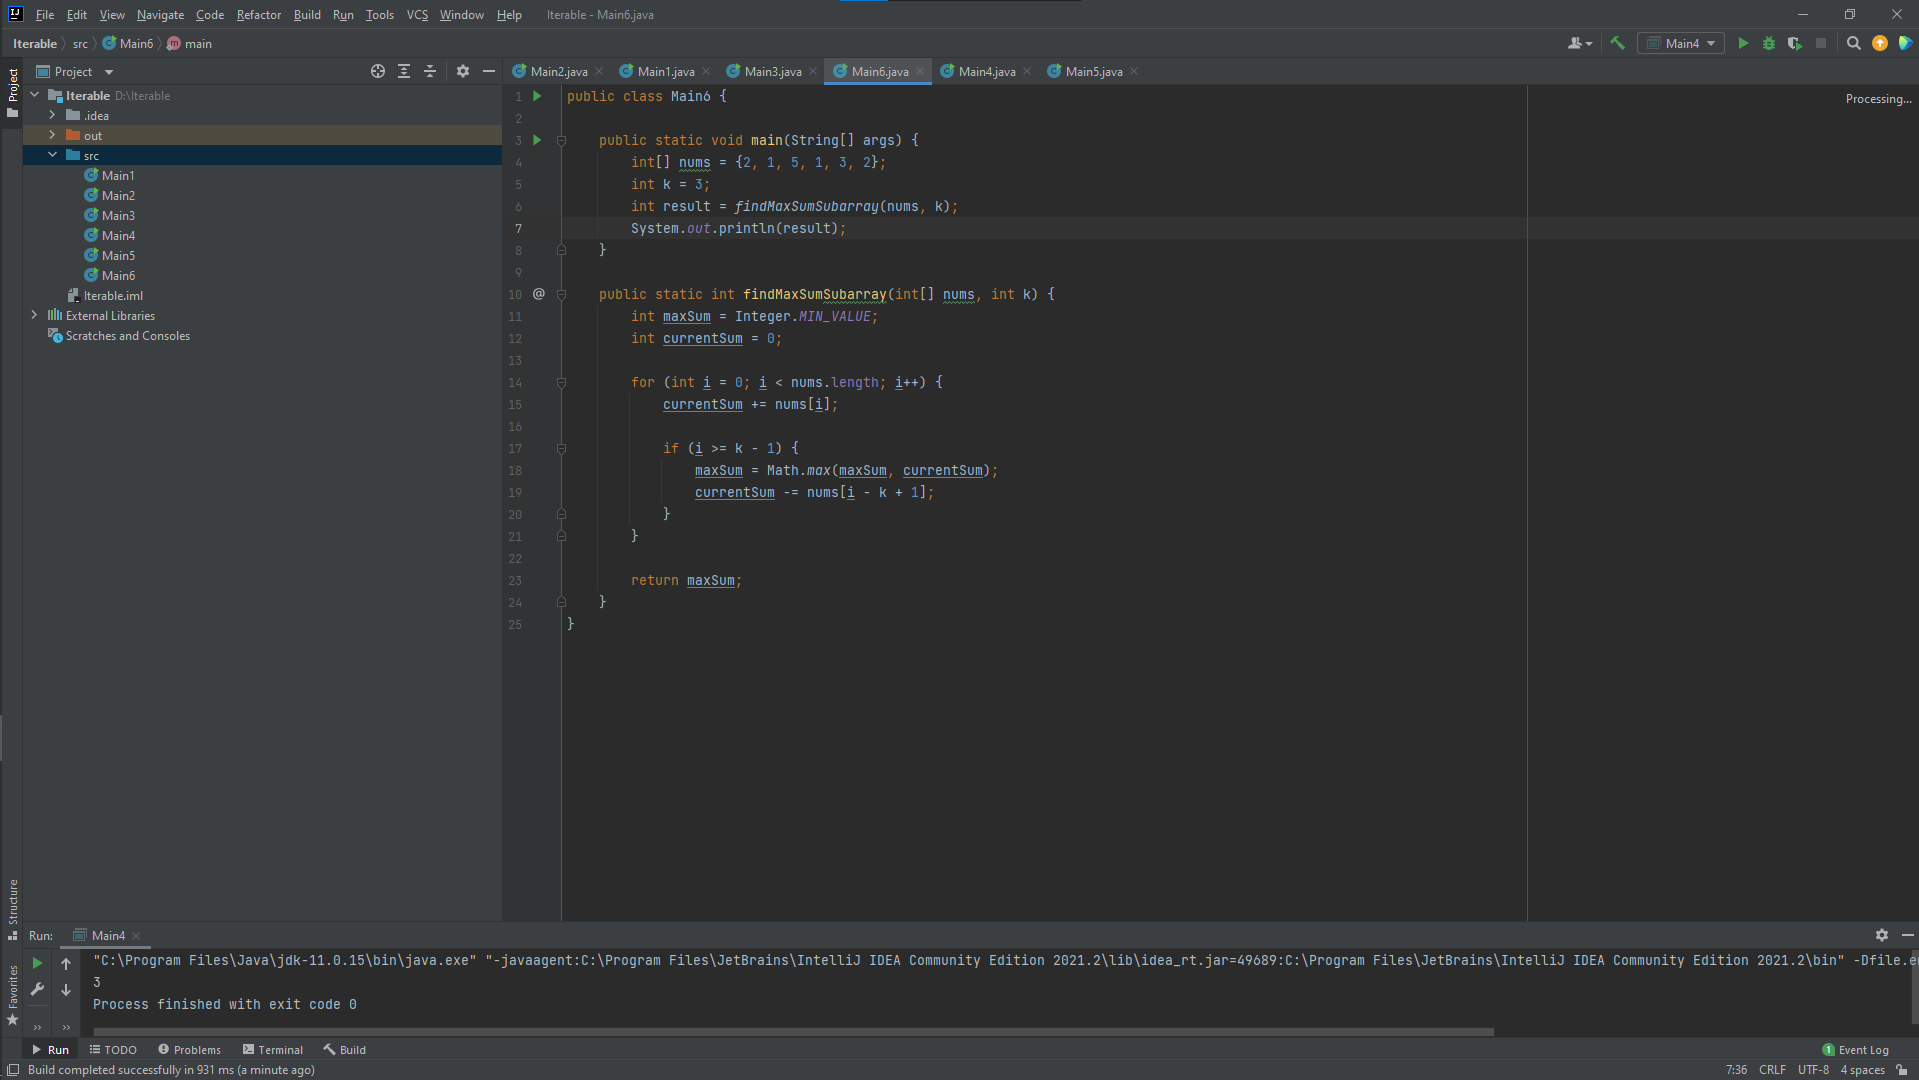 File Edit View Navigate Code Refactor Build Run Tools VCS Window Help Iterable - Main6.java
Iterable src Main6 main
Main4
Project
Main2.java Main1.java Main3.java Main6.java Main4.java Main5.java
Project
Iterable D:\Iterable
.idea
out
src
Main1
Main2
Main3
Main4
Main5
Main6
Iterable.iml
External Libraries
Scratches and Consoles
Structure
Favorites
Processing...
1 public class Main6 {
2
3 public static void main(String[] args) {
4 int[] nums = {2, 1, 5, 1, 3, 2};
5 int k = 3;
6 int result = findMaxSumSubarray(nums, k);
7 System.out.println(result);
8 }
9
10 @ public static int findMaxSumSubarray(int[] nums, int k) {
11 int maxSum = Integer.MIN_VALUE;
12 int currentSum = 0;
13
14 for (int i = 0; i < nums.length; i++) {
15 currentSum += nums[i];
16
17 if (i >= k - 1) {
18 maxSum = Math.max(maxSum, currentSum);
19 currentSum -= nums[i - k + 1];
20 }
21 }
22
23 return maxSum;
24 }
25 }
Run: Main4
"C:\Program Files\Java\jdk-11.0.15\bin\java.exe" "-javaagent:C:\Program Files\JetBrains\IntelliJ IDEA Community Edition 2021.2\lib\idea_rt.jar=49689:C:\Program Files\JetBrains\IntelliJ IDEA Community Edition 2021.2\bin" -Dfile.e
3
Process finished with exit code 0
Run TODO Problems Terminal Build 1 Event Log
Build completed successfully in 931 ms (a minute ago) 7:36 CRLF UTF-8 4 spaces